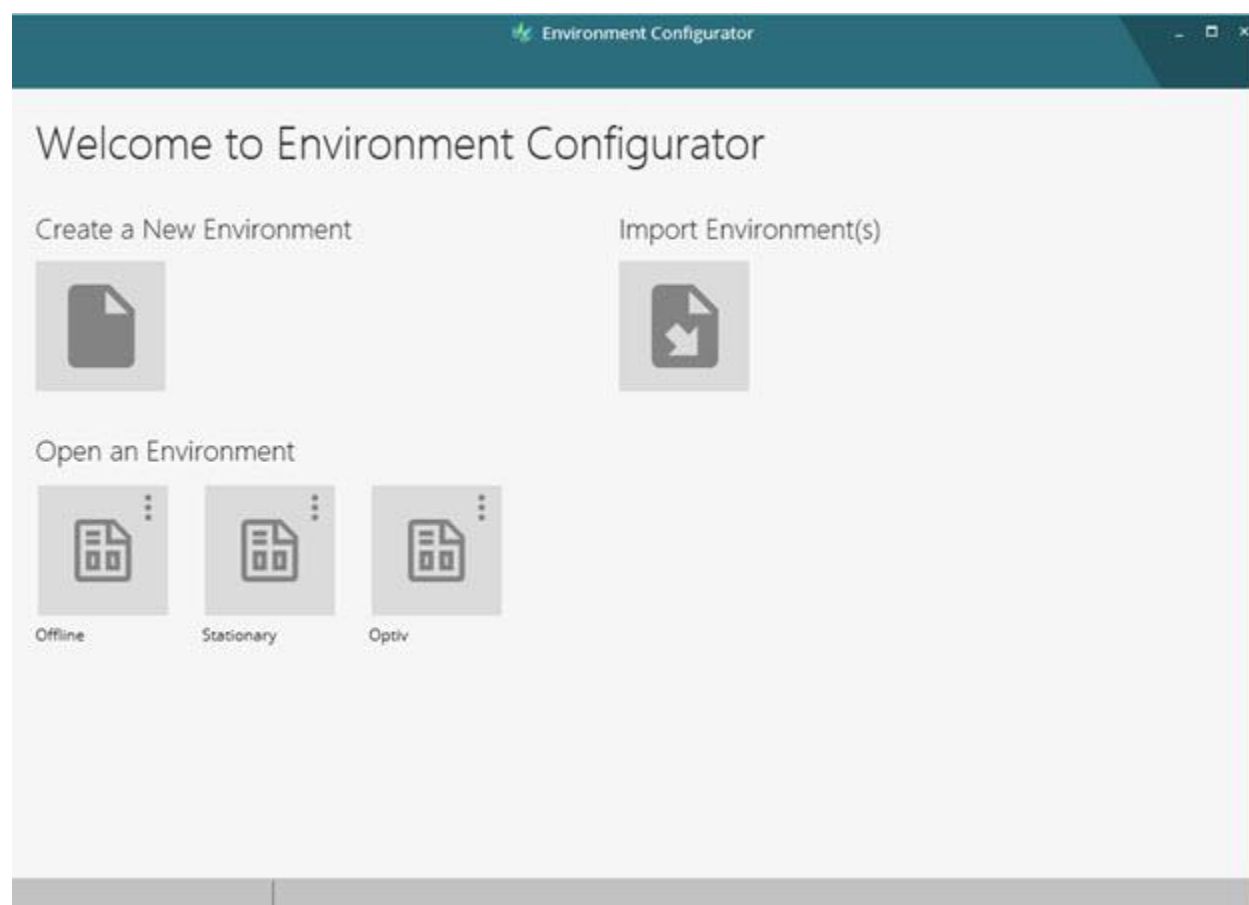 Environment Configurator
Welcome to Environment Configurator
Create a New Environment
Import Environment(s)
Open an Environment
Offline
Stationary
Optiv